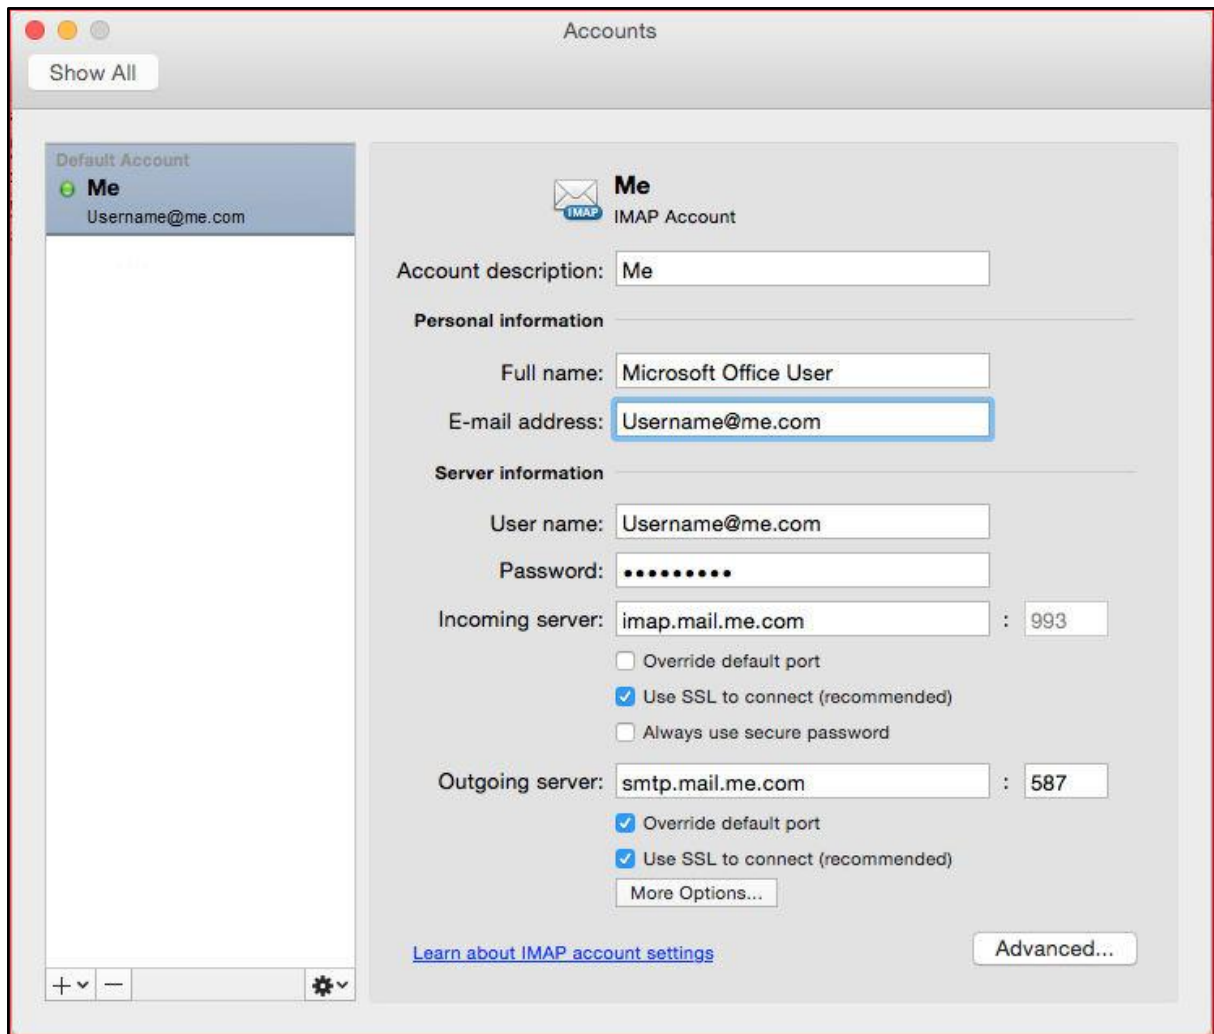 Accounts
Show All
Default Account
Me
Username@me.com
IMAP
Me
IMAP Account
Account description: Me
Personal information
Full name: Microsoft Office User
E-mail address: Username@me.com
Server information
User name: Username@me.com
Password: •••••••••
Incoming server: imap.mail.me.com : 993
Override default port
Use SSL to connect (recommended)
Always use secure password
Outgoing server: smtp.mail.me.com : 587
Override default port
Use SSL to connect (recommended)
More Options...
Learn about IMAP account settings
Advanced...